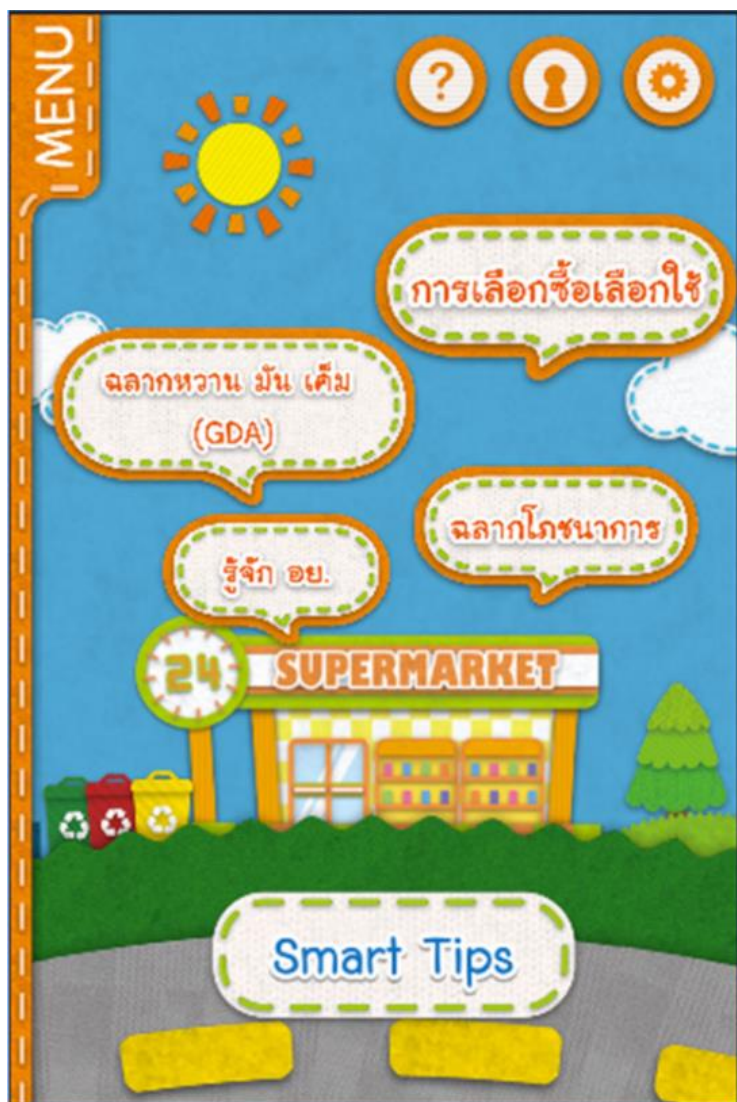 MENU
?
การเลือกซื้อเลือกใช้
ฉลากหวาน มัน เค็ม
(GDA)
ฉลากโภชนาการ
รู้จัก อย.
24
SUPERMARKET
Smart Tips